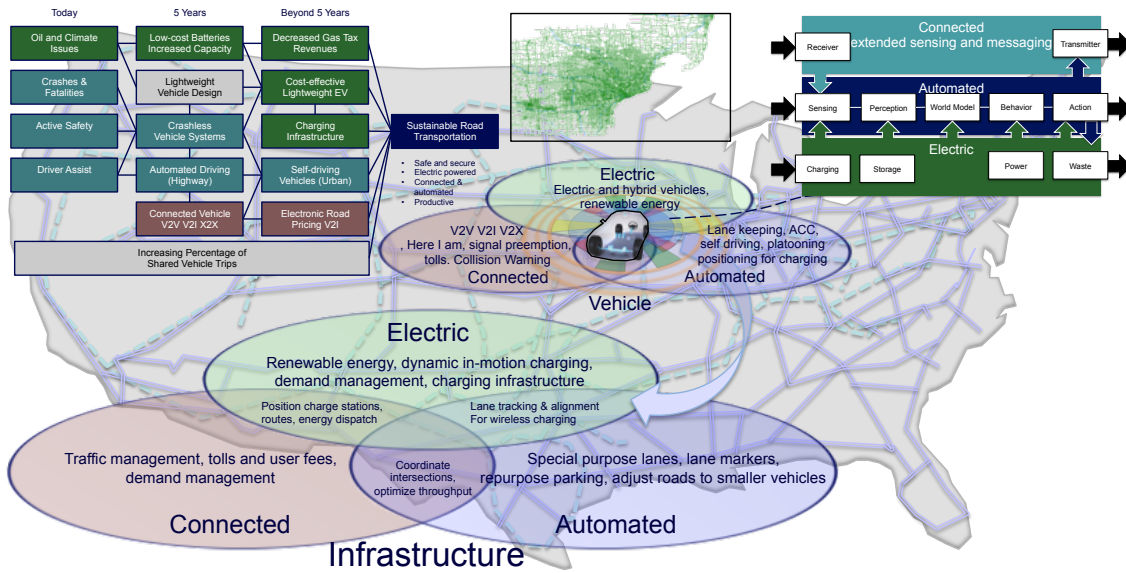 Today
5 Years
Beyond 5 Years
Oil and Climate
Issues
Low-cost Batteries
Increased Capacity
Decreased Gas Tax
Revenues
Crashes &
Fatalities
Lightweight
Vehicle Design
Cost-effective
Lightweight EV
Active Safety
Crashless
Vehicle Systems
Charging
Infrastructure
Driver Assist
Automated Driving
(Highway)
Self-driving
Vehicles (Urban)
Connected Vehicle
V2V V2I X2X
Electronic Road
Pricing V2I
Increasing Percentage of
Shared Vehicle Trips
Sustainable Road
Transportation
• Safe and secure
• Electric powered
• Connected &
automated
• Productive
Connected
extended sensing and messaging
Receiver
Transmitter
Automated
Sensing
Perception
World Model
Behavior
Action
Electric
Charging
Storage
Power
Waste
Electric
Electric and hybrid vehicles,
renewable energy
V2V V2I V2X
, Here I am, signal preemption,
tolls. Collision Warning
Connected
Lane keeping, ACC,
self driving, platooning
positioning for charging
Automated
Vehicle
Electric
Renewable energy, dynamic in-motion charging,
demand management, charging infrastructure
Position charge stations,
routes, energy dispatch
Lane tracking & alignment
For wireless charging
Traffic management, tolls and user fees,
demand management
Connected
Coordinate
intersections,
optimize throughput
Special purpose lanes, lane markers,
repurpose parking, adjust roads to smaller vehicles
Automated
Infrastructure